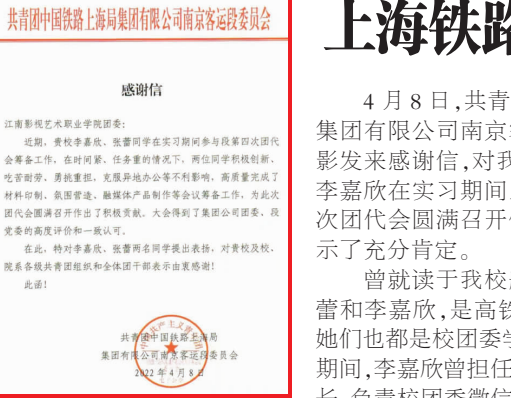 共青团中国铁路上海局集团有限公司南京客运段委员会
感谢信
江南影视艺术职业学院团委:
近期，贵校李嘉欣、张蕾同学在实习期间参与段第四次团代
会筹备工作，在时间紧、任务重的情况下，两位同学积极创新、
吃苦耐劳、勇挑重担，克服异地办公等不利影响，高质量完成了
材料印制、氛围营造、融媒体产品制作等会议筹备工作，为此次
团代会圆满召开作出了积极贡献。大会得到了集团公司团委、段
党委的高度评价和一致认可。
在此，特对李嘉欣、张蕾两名同学提出表扬，对贵校及校、
院系各级共青团组织和全体团干部表示由衷感谢!
此函!
共青团中国铁路上海局
集团有限公司南京客运段委员会
2022 年 4 月 8 日
上海铁路
4 月 8 日,共青
集团有限公司南京
影发来感谢信,对我
李嘉欣在实习期间
次团代会圆满召开
示了充分肯定。
曾就读于我校
蕾和李嘉欣,是高铁
她们也都是校团委学
期间,李嘉欣曾担任